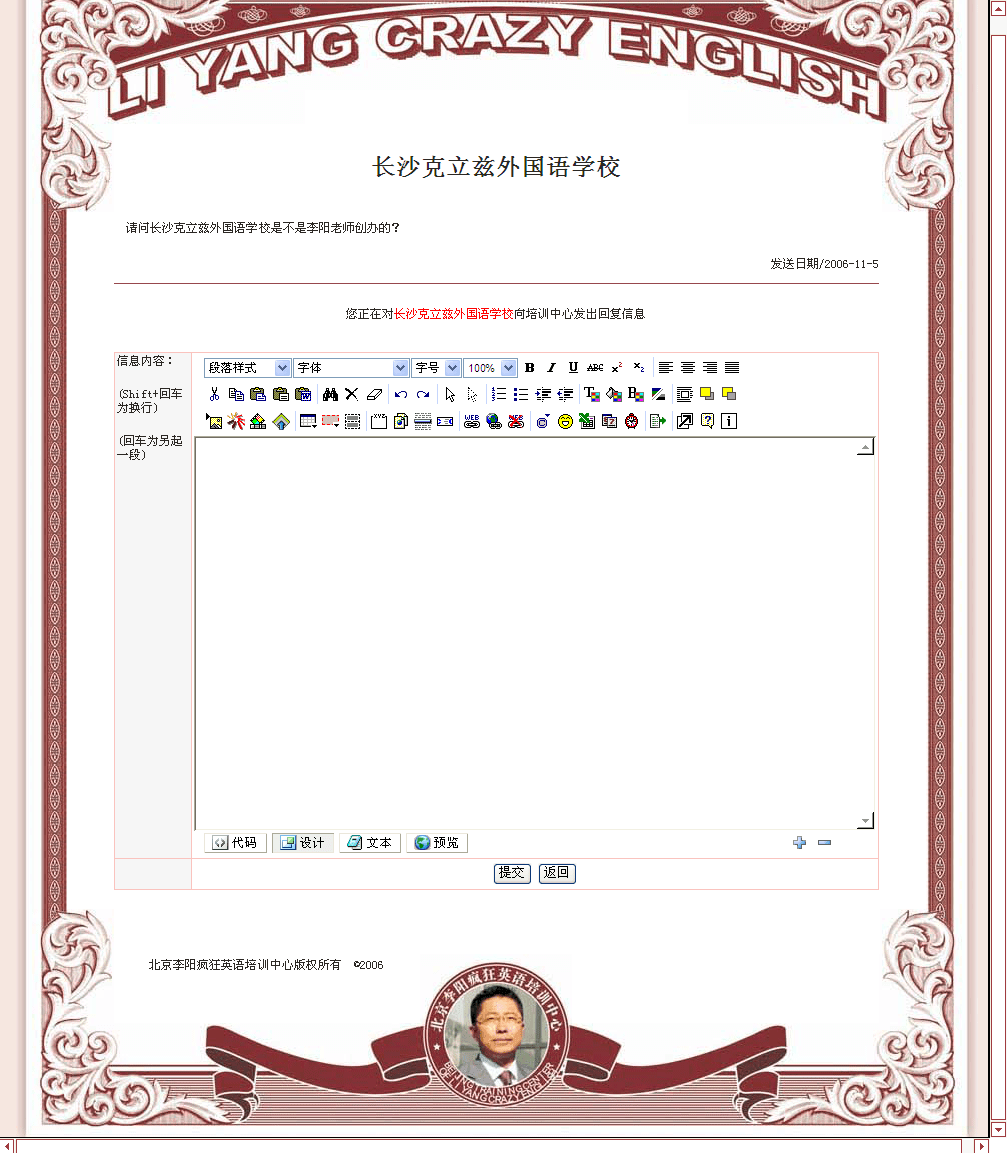 LI YANG CRAZY ENGLISH
长沙克立兹外国语学校
请问长沙克立兹外国语学校是不是李阳老师创办的？
发送日期/2006-11-5
您正在对长沙克立兹外国语学校向培训中心发出回复信息
信息内容：
(Shift+回车
为换行)
(回车为另起
一段)
段落样式 字体 字号 100% B I U ABC x² x₂
代码 设计 文本 预览
提交 返回
北京李阳疯狂英语培训中心版权所有 ©2006
北京李阳疯狂英语培训中心
BEIJING TRAINING CENTER
OF LI YANG CRAZY ENGLISH